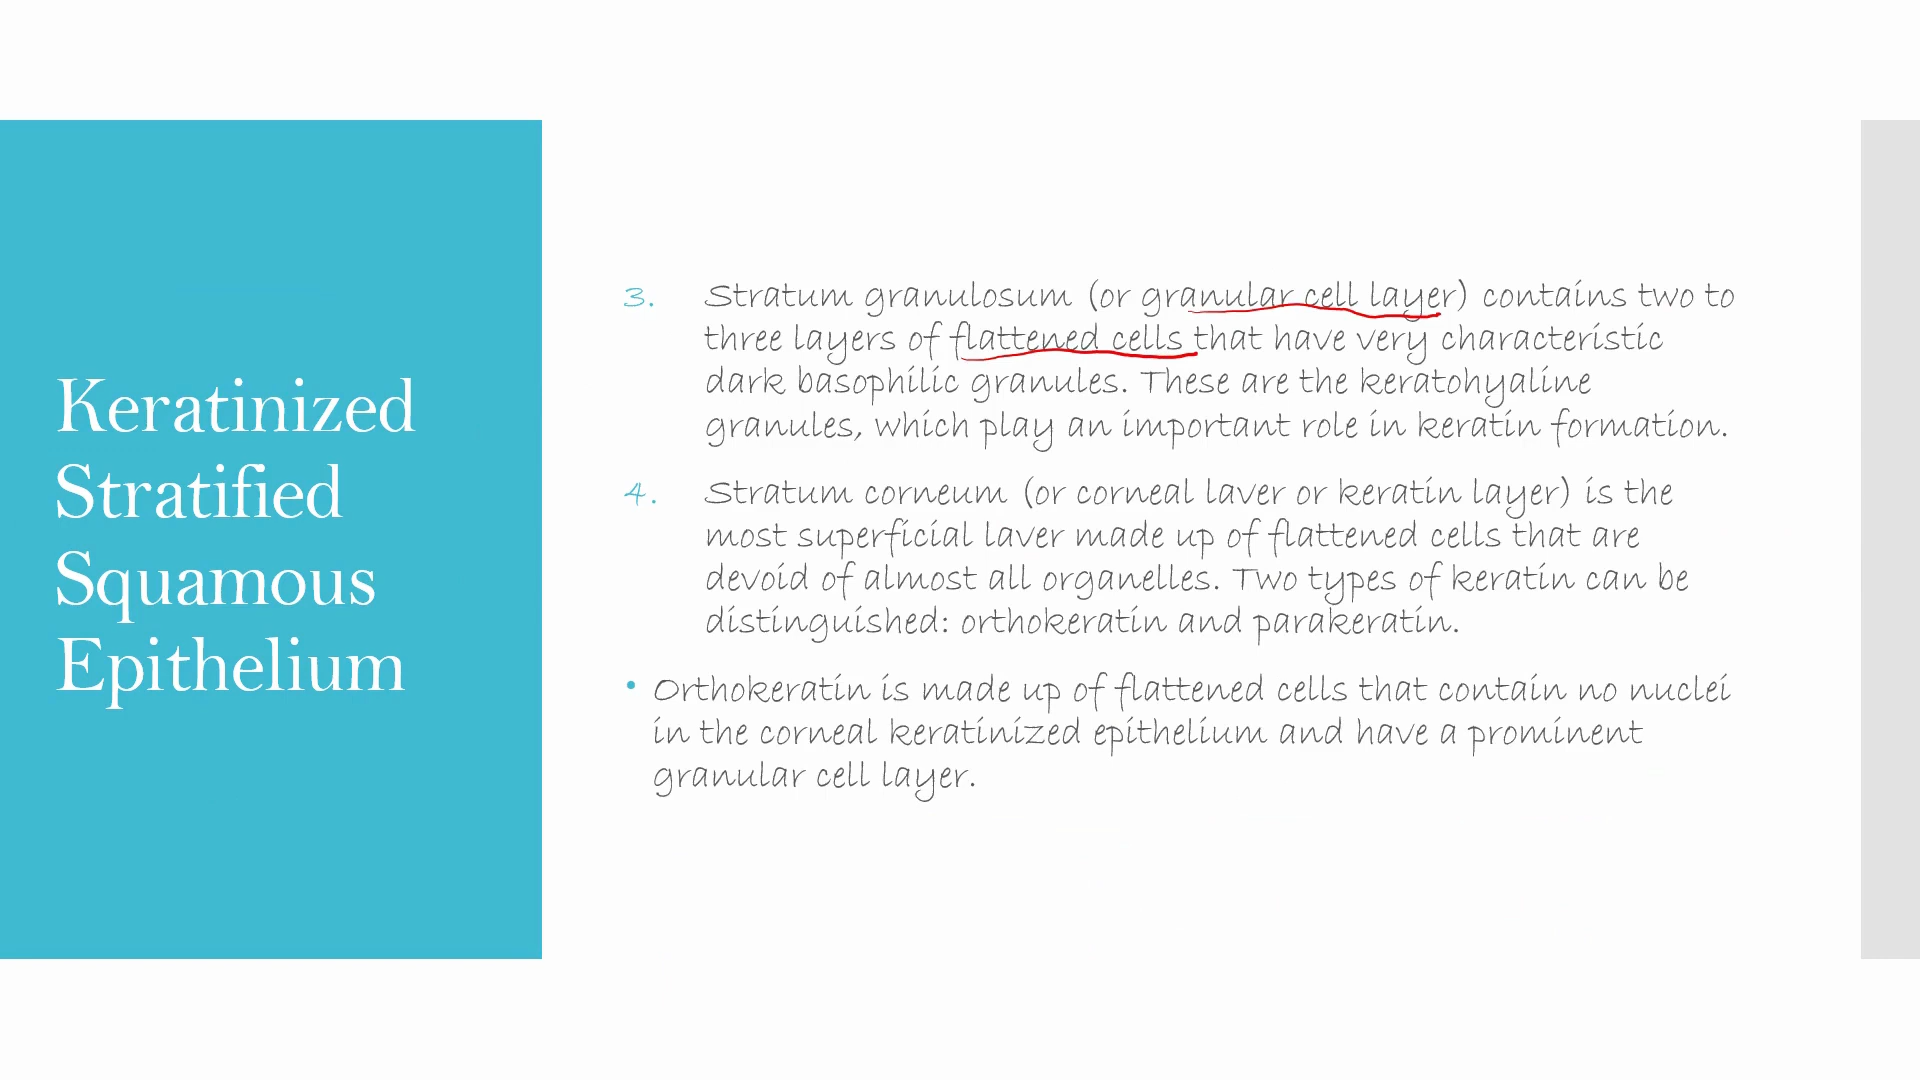 Keratinized
Stratified
Squamous
Epithelium
3. Stratum granulosum (or granular cell layer) contains two to
three layers of flattened cells that have very characteristic
dark basophilic granules. These are the keratohyaline
granules, which play an important role in keratin formation.
4. Stratum corneum (or corneal laver or keratin layer) is the
most superficial laver made up of flattened cells that are
devoid of almost all organelles. Two types of keratin can be
distinguished: orthokeratin and parakeratin.
• Orthokeratin is made up of flattened cells that contain no nuclei
in the corneal keratinized epithelium and have a prominent
granular cell layer.